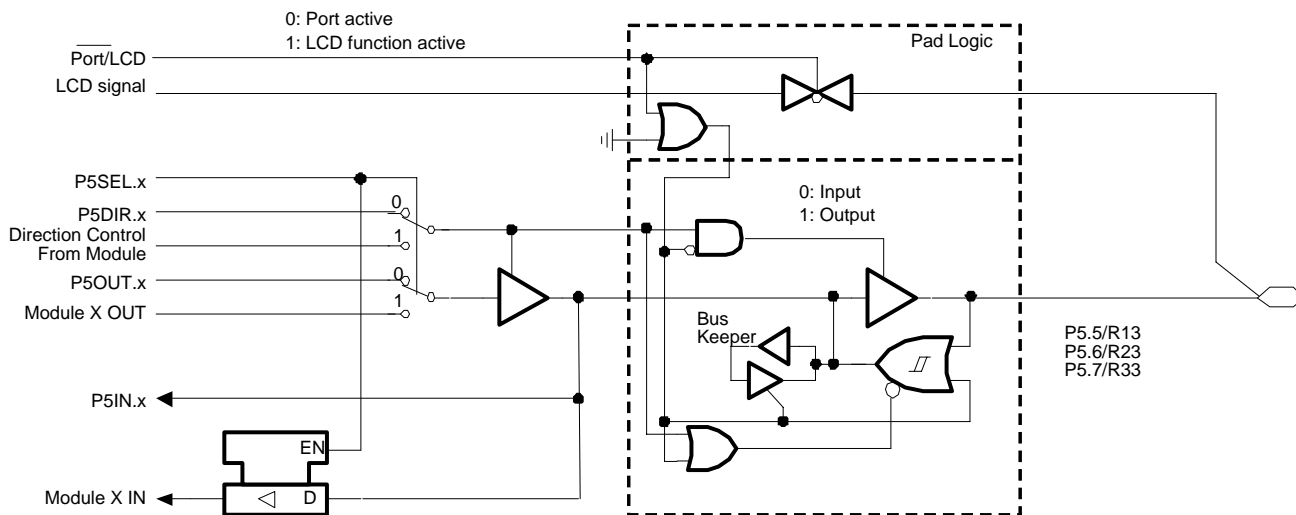 0: Port active
1: LCD function active
Pad Logic
Port/LCD
LCD signal
P5SEL.x
0
P5DIR.x
1
Direction Control
From Module
0
P5OUT.x
1
Module X OUT
0: Input
1: Output
Bus
Keeper
P5.5/R13
P5.6/R23
P5.7/R33
P5IN.x
EN
Module X IN
D